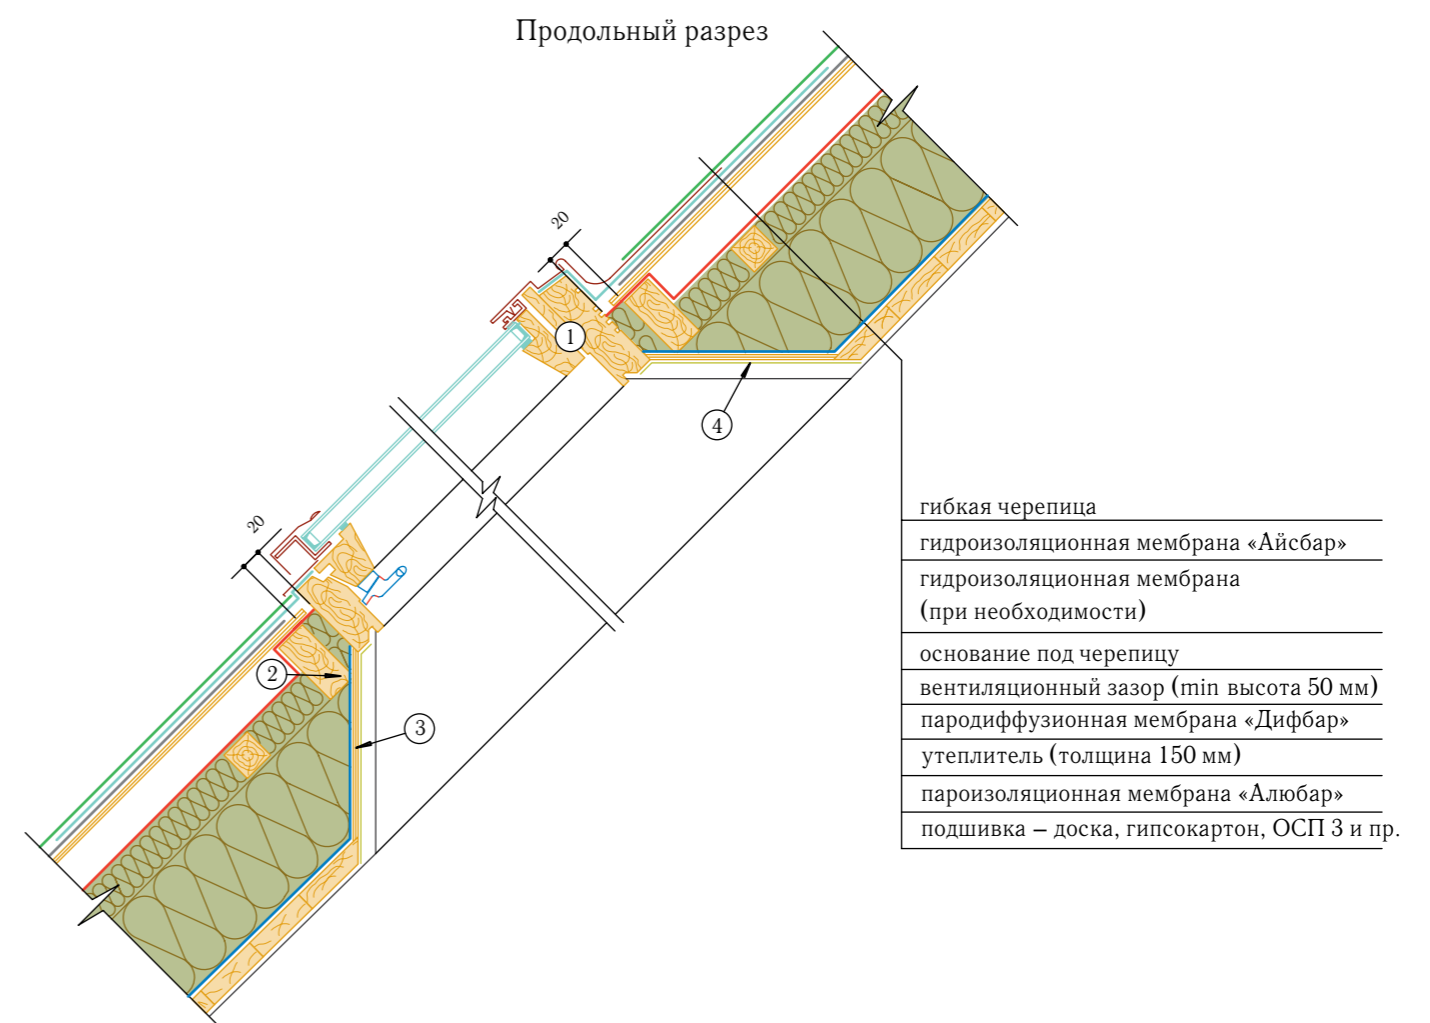 Продольный разрез
20
1
4
20
2
3
гибкая черепица
гидроизоляционная мембрана «Айсбар»
гидроизоляционная мембрана
(при необходимости)
основание под черепицу
вентиляционный зазор (min высота 50 мм)
пародиффузионная мембрана «Дифбар»
утеплитель (толщина 150 мм)
пароизоляционная мембрана «Алюбар»
подшивка – доска, гипсокартон, ОСП 3 и пр.